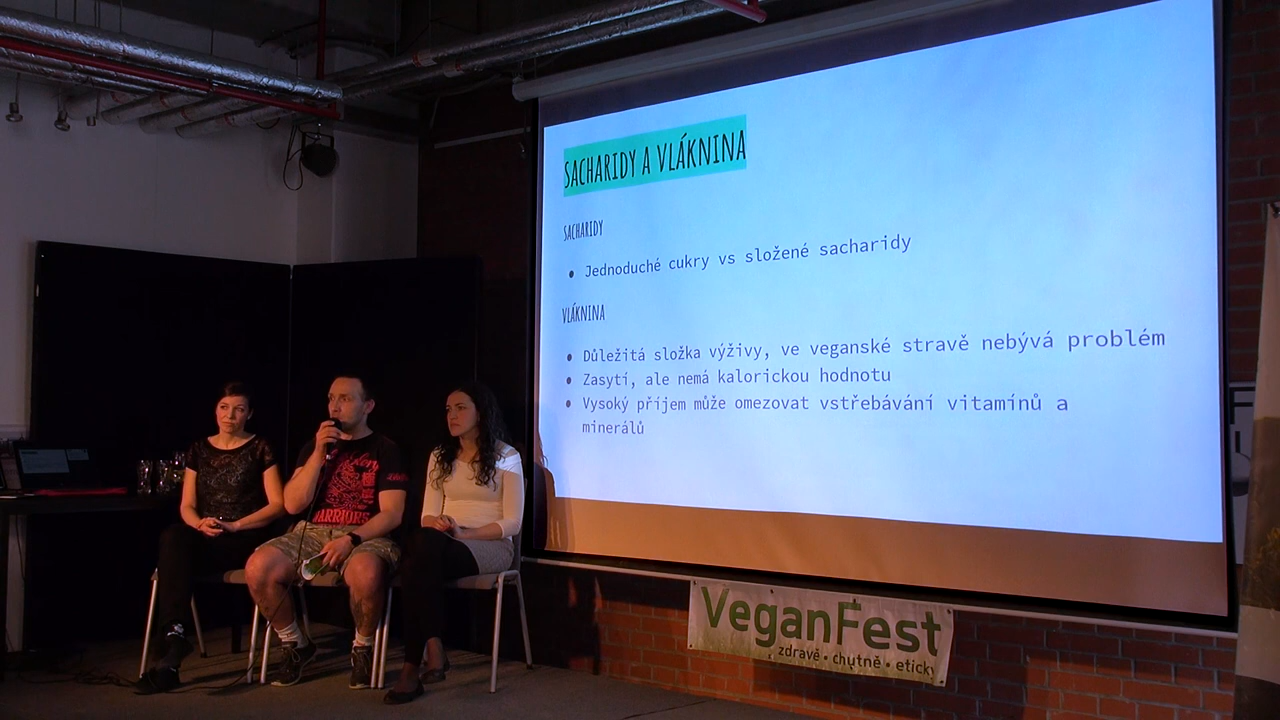 SACHARIDY A VLÁKNINA
SACHARIDY
• Jednoduché cukry vs složené sacharidy
VLÁKNINA
• Důležitá složka výživy, ve veganské stravě nebývá problém
• Zasytí, ale nemá kalorickou hodnotu
• Vysoký příjem může omezovat vstřebávání vitamínů a
minerálů
WARRIORS
VeganFest
zdravě • chutně • eticky